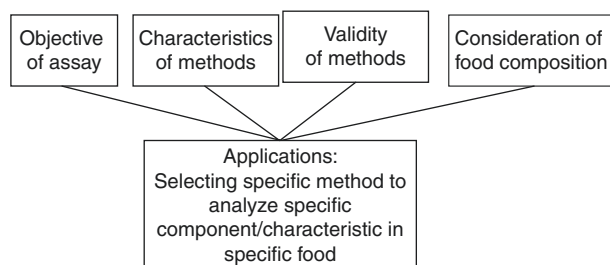 Objective
of assay
Characteristics
of methods
Validity
of methods
Consideration of
food composition
Applications:
Selecting specific method to
analyze specific
component/characteristic in
specific food